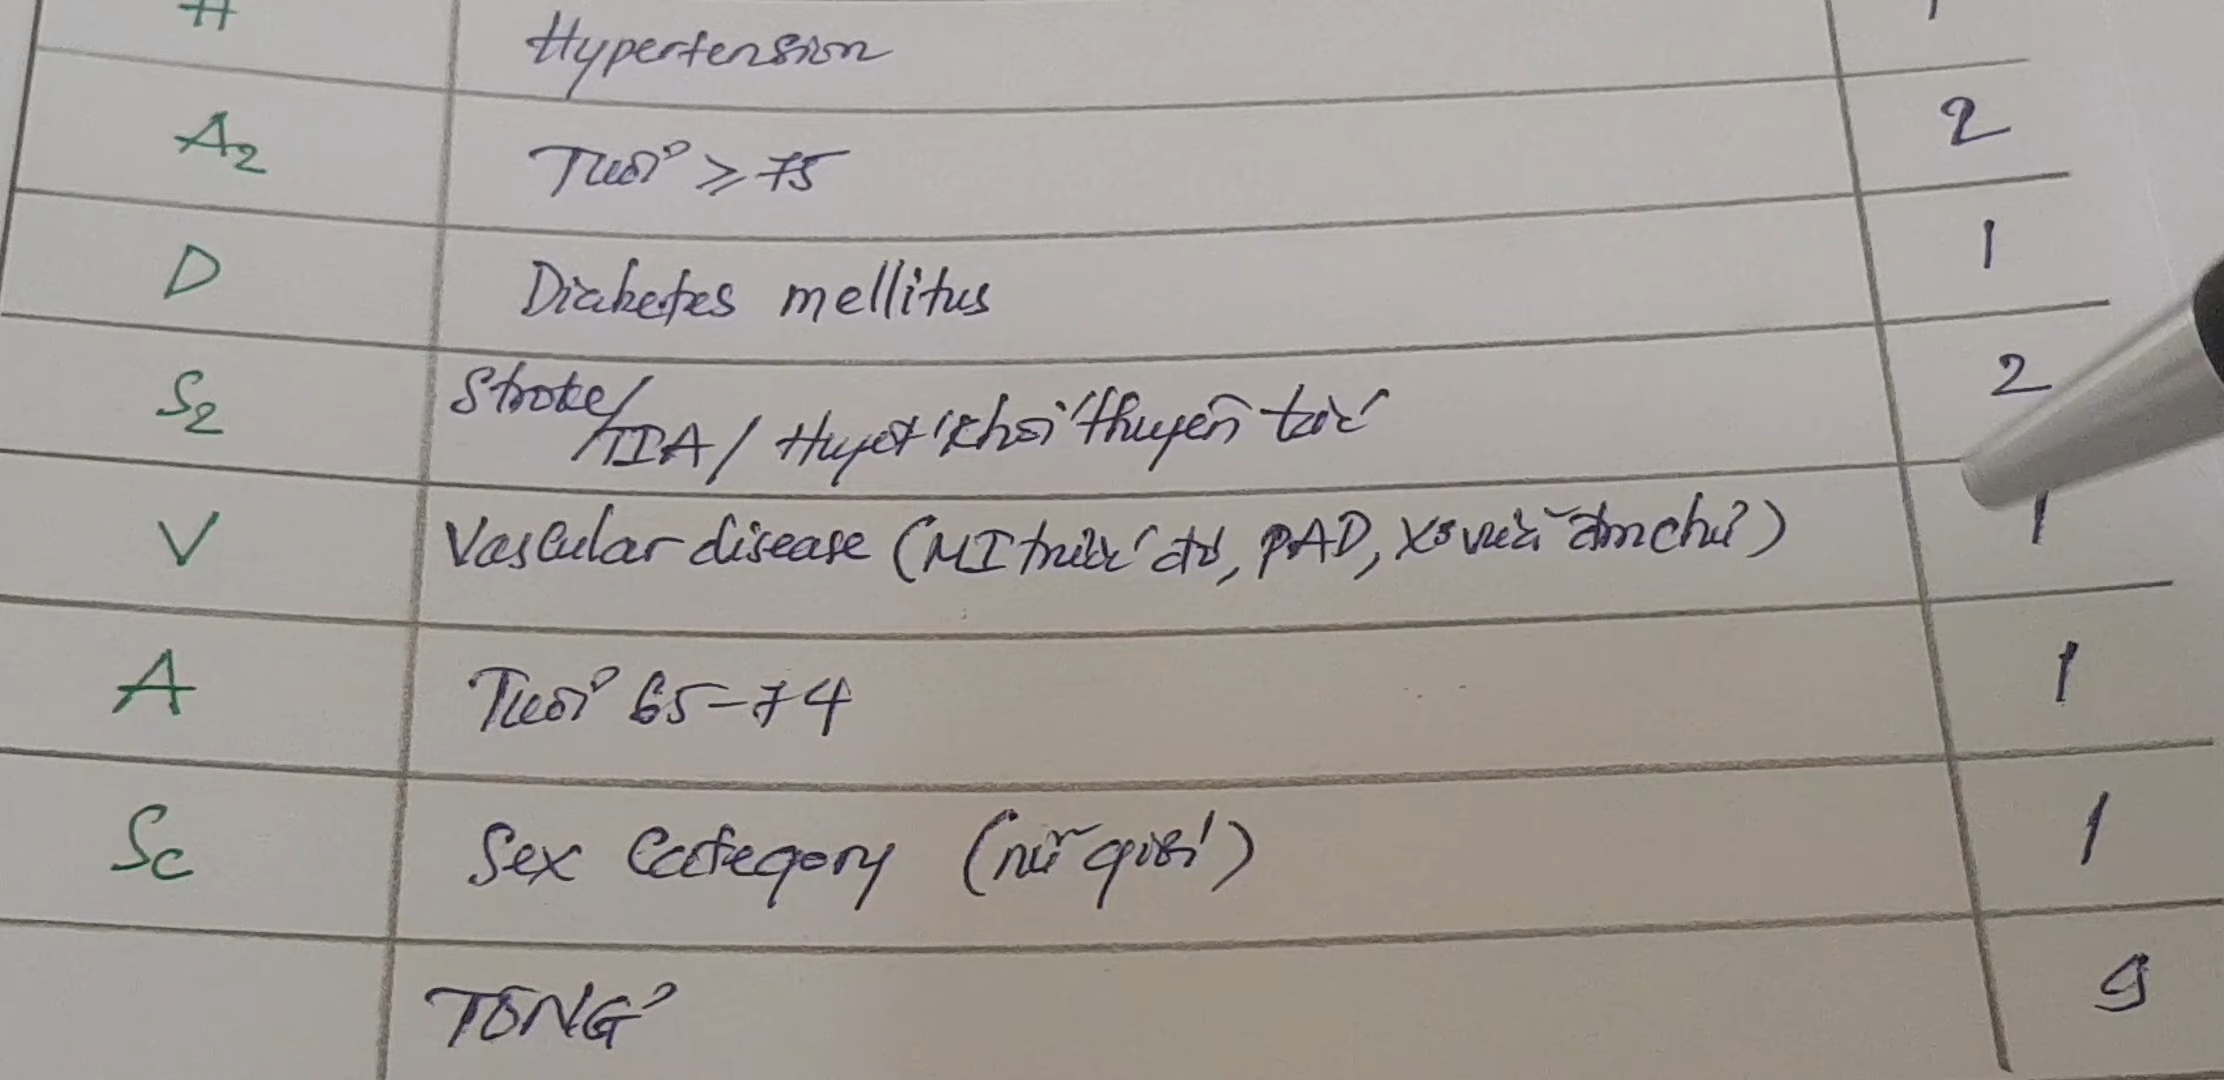 H Hypertension 1
A2 Tuổi ≥ 75 2
D Diabetes mellitus 1
S2 Stroke/ 2
TIA / Huyết khối thuyên tắc
V Vascular disease (MI trước đó, PAD, Xơ vữa đm chủ) 1
A Tuổi 65-74 1
Sc Sex Category (nữ giới) 1
TỔNG 9